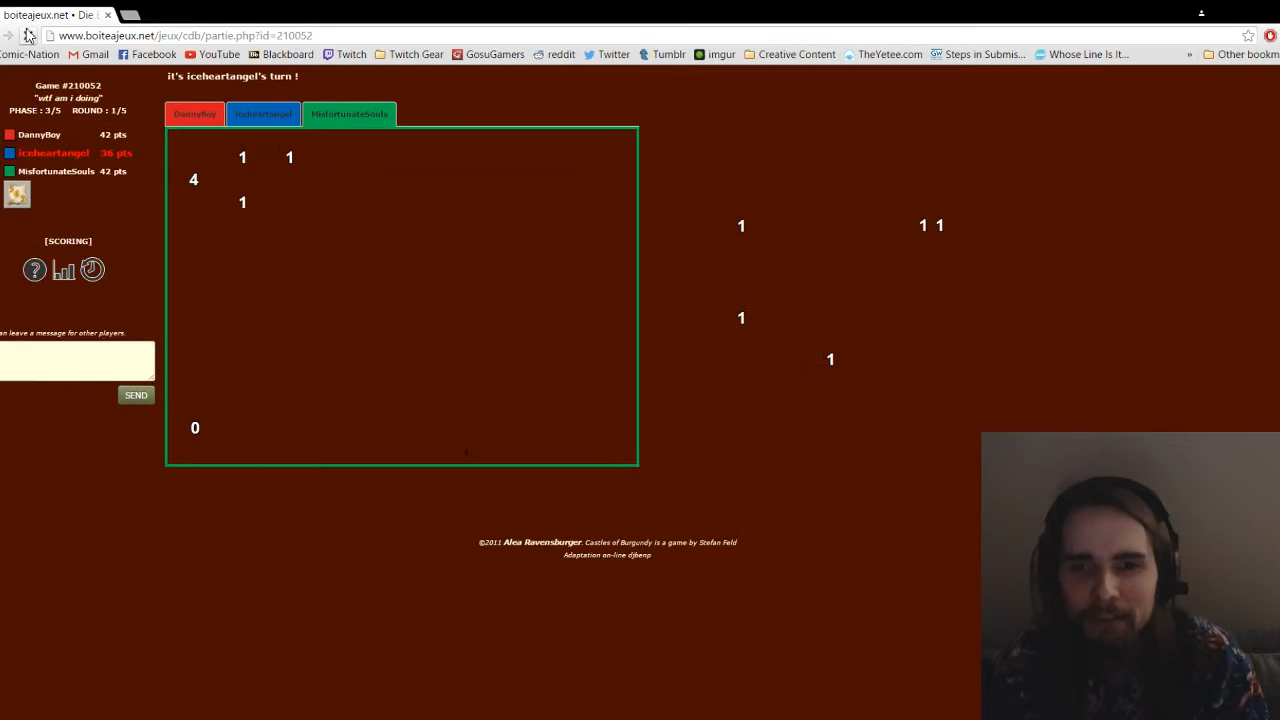 boiteajeux.net • Die
www.boiteajeux.net/jeux/cdb/partie.php?id=210052
Comic-Nation Gmail Facebook YouTube Blackboard Twitch Twitch Gear GosuGamers reddit Twitter Tumblr imgur Creative Content TheYetee.com Steps in Submiss... Whose Line Is It... » Other bookm
Game #210052
"wtf am i doing"
PHASE : 3/5 ROUND : 1/5
DannyBoy 42 pts
iceheartangel 36 pts
MisfortunateSouls 42 pts
[SCORING]
?
an leave a message for other players.
SEND
it's iceheartangel's turn !
DannyBoy iceheartangel MisfortunateSouls
1 1
4
1
0
1 1 1
1
1
©2011 Alea Ravensburger. Castles of Burgundy is a game by Stefan Feld
Adaptation on-line djbenp